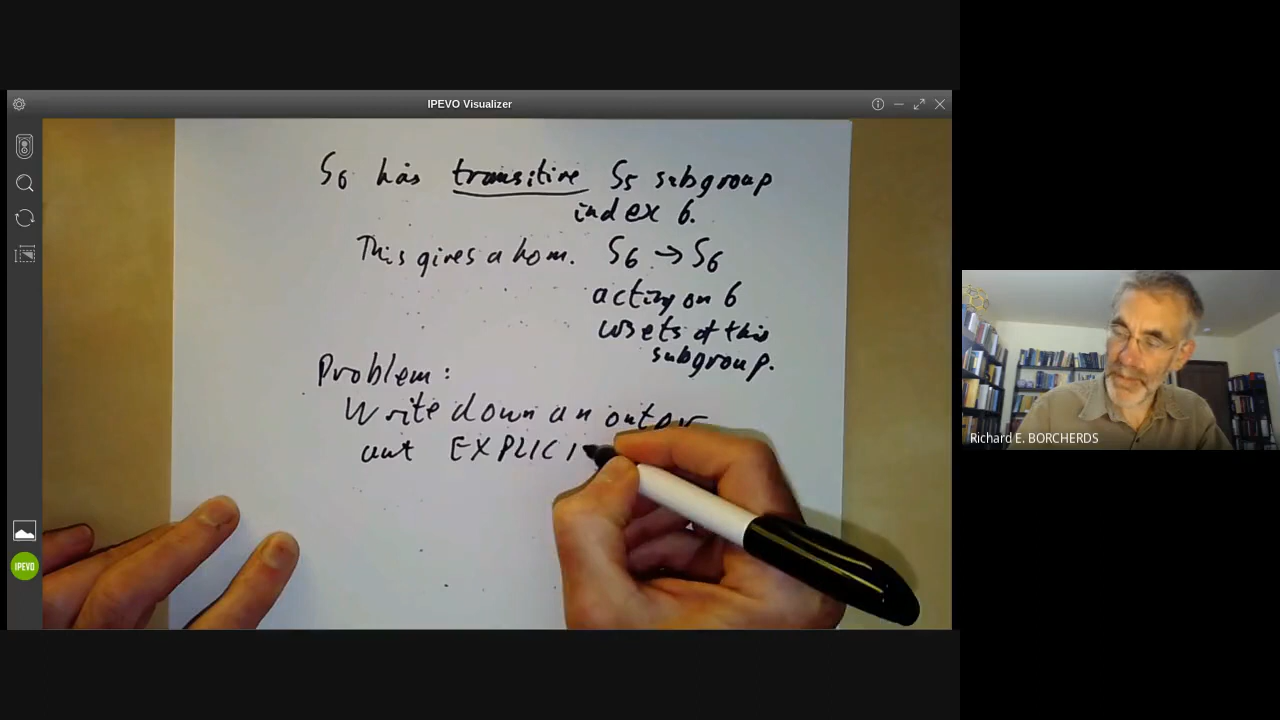 IPEVO Visualizer
S6 has transitive S5 subgroup
index 6.
This gives a hom. S6 → S6
acting on 6
cosets of this
subgroup.
Problem:
Write down an outer
aut EXPLICI
IPEVO
Richard E. BORCHERDS